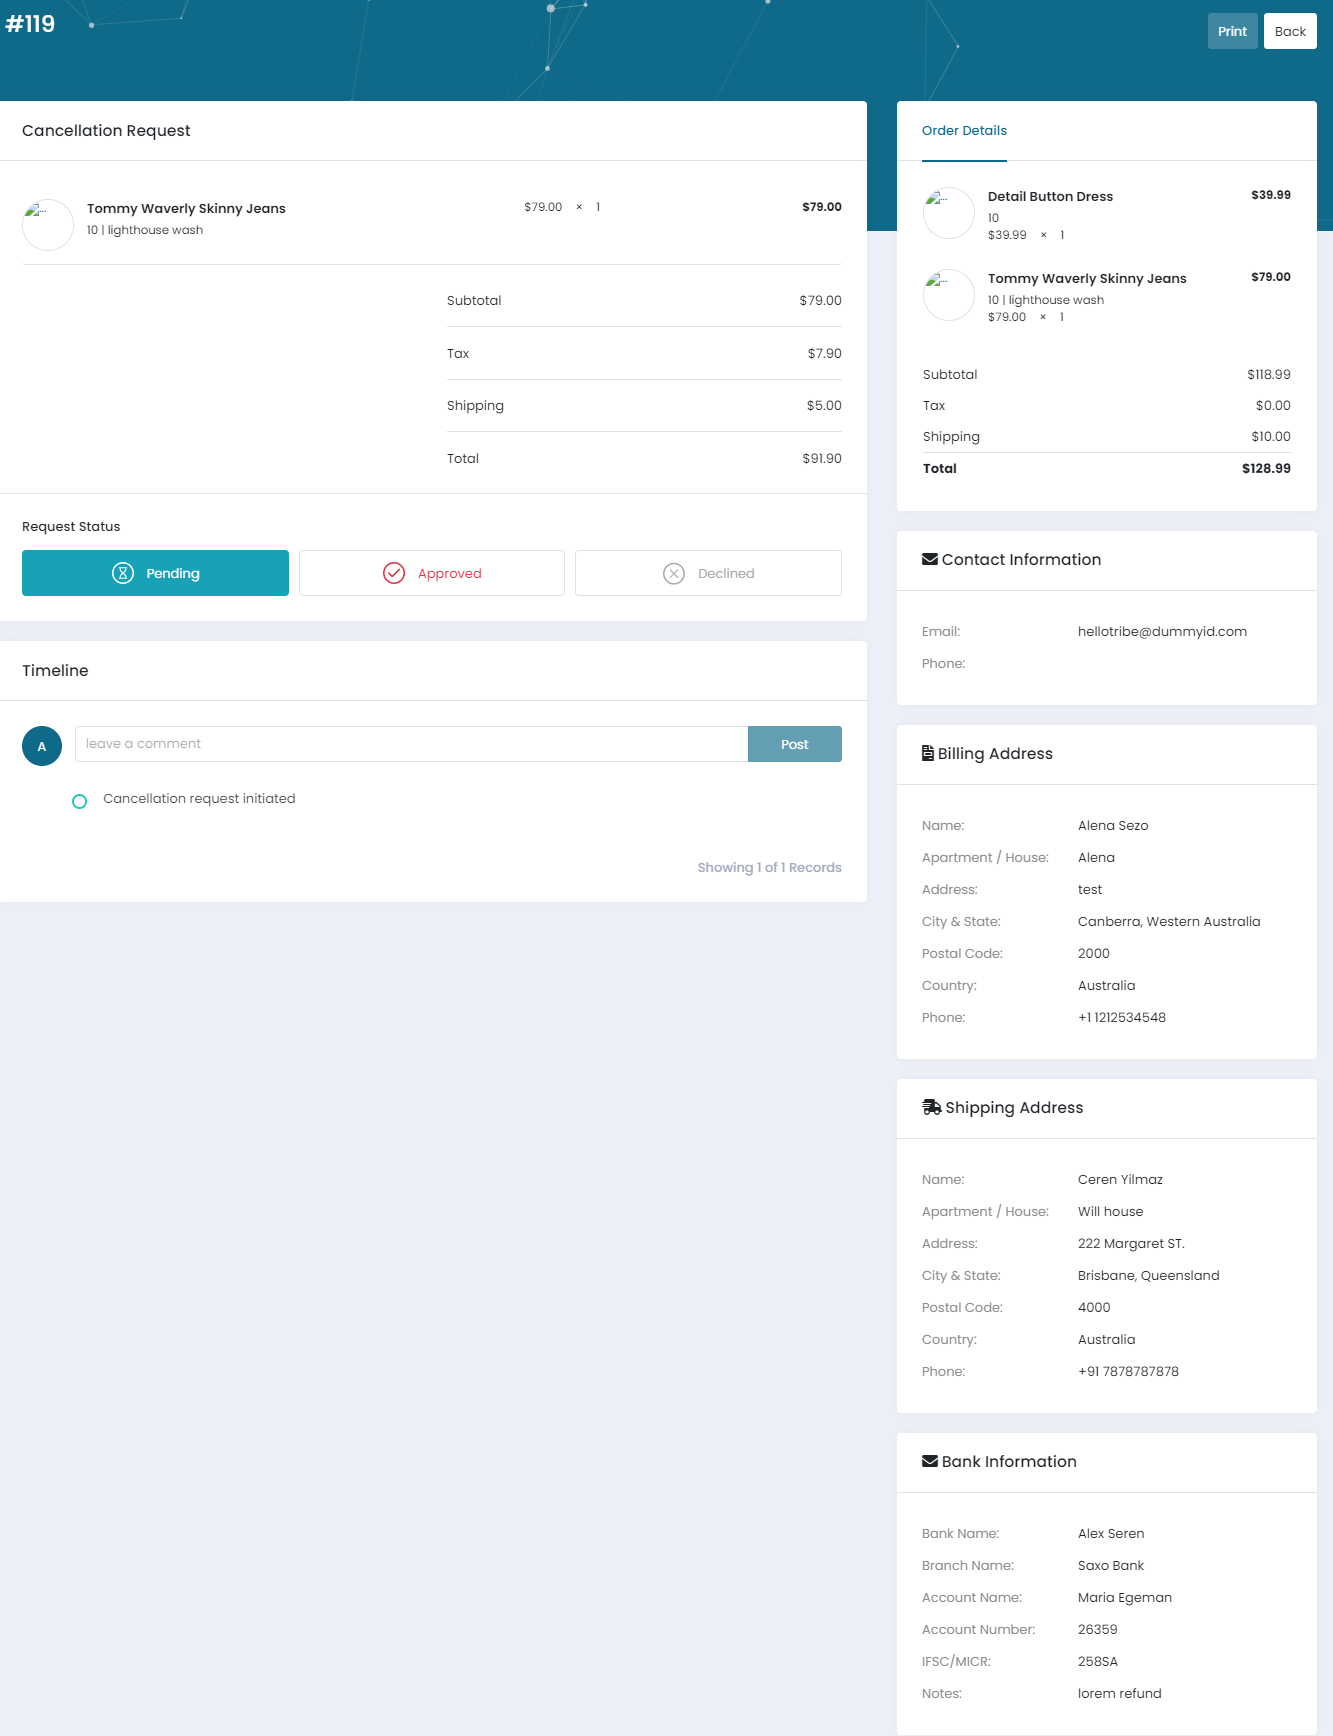 #119
Print
Back
Cancellation Request
Tommy Waverly Skinny Jeans
$79.00 × 1
$79.00
10 | lighthouse wash
Subtotal $79.00
Tax $7.90
Shipping $5.00
Total $91.90
Request Status
Pending
Approved
Declined
Timeline
A
leave a comment
Post
Cancellation request initiated
Showing 1 of 1 Records
Order Details
Detail Button Dress $39.99
10
$39.99 × 1
Tommy Waverly Skinny Jeans $79.00
10 | lighthouse wash
$79.00 × 1
Subtotal $118.99
Tax $0.00
Shipping $10.00
Total $128.99
Contact Information
Email: hellotribe@dummyid.com
Phone:
Billing Address
Name: Alena Sezo
Apartment / House: Alena
Address: test
City & State: Canberra, Western Australia
Postal Code: 2000
Country: Australia
Phone: +1 1212534548
Shipping Address
Name: Ceren Yilmaz
Apartment / House: Will house
Address: 222 Margaret ST.
City & State: Brisbane, Queensland
Postal Code: 4000
Country: Australia
Phone: +91 7878787878
Bank Information
Bank Name: Alex Seren
Branch Name: Saxo Bank
Account Name: Maria Egeman
Account Number: 26359
IFSC/MICR: 258SA
Notes: lorem refund